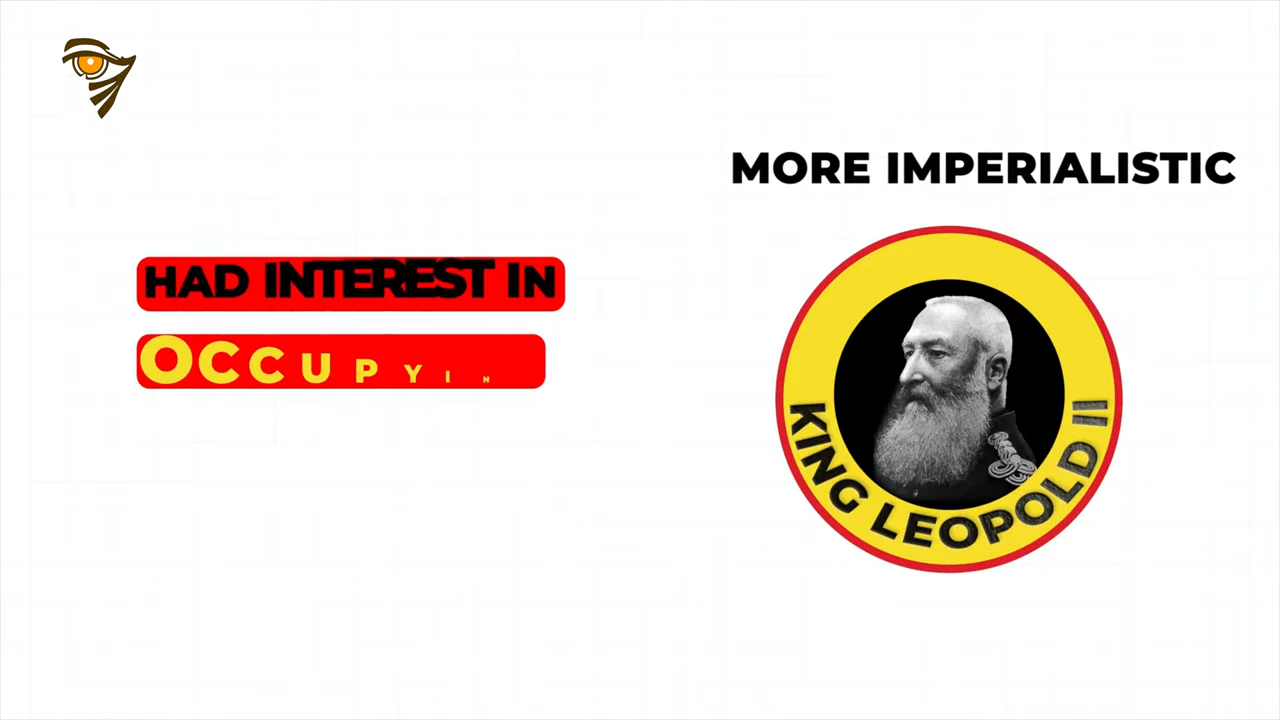 MORE IMPERIALISTIC
HAD INTEREST IN
OCCUPYIN
KING LEOPOLD II